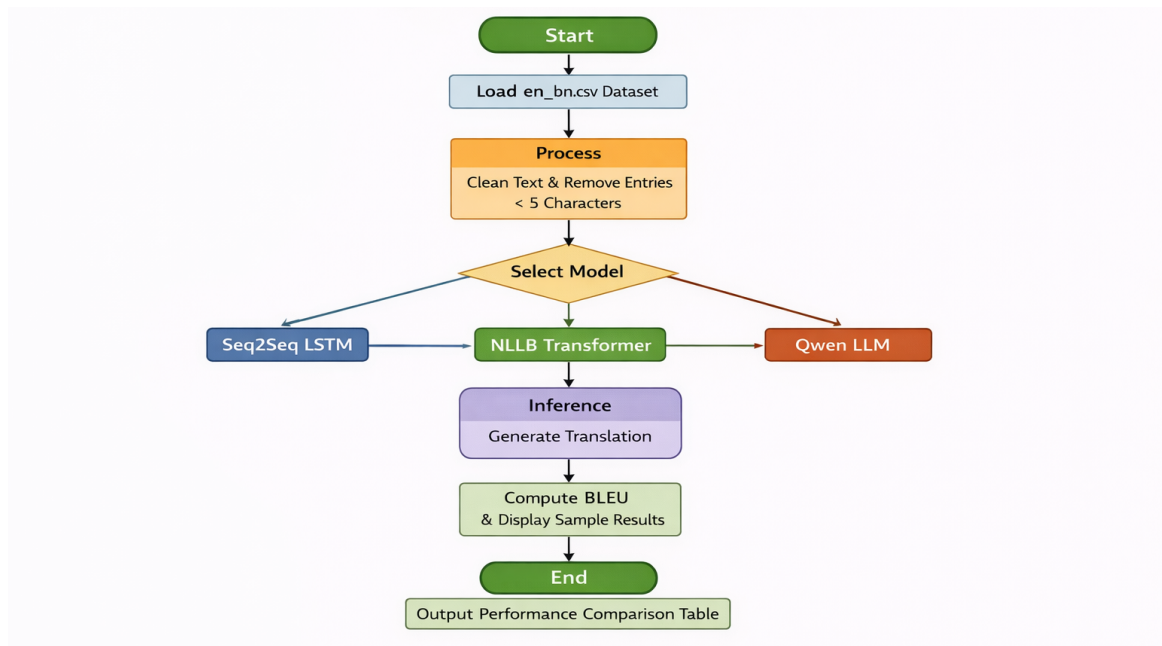 Start
Load en_bn.csv Dataset
Process
Clean Text & Remove Entries
< 5 Characters
Select Model
Seq2Seq LSTM
NLLB Transformer
Qwen LLM
Inference
Generate Translation
Compute BLEU
& Display Sample Results
End
Output Performance Comparison Table